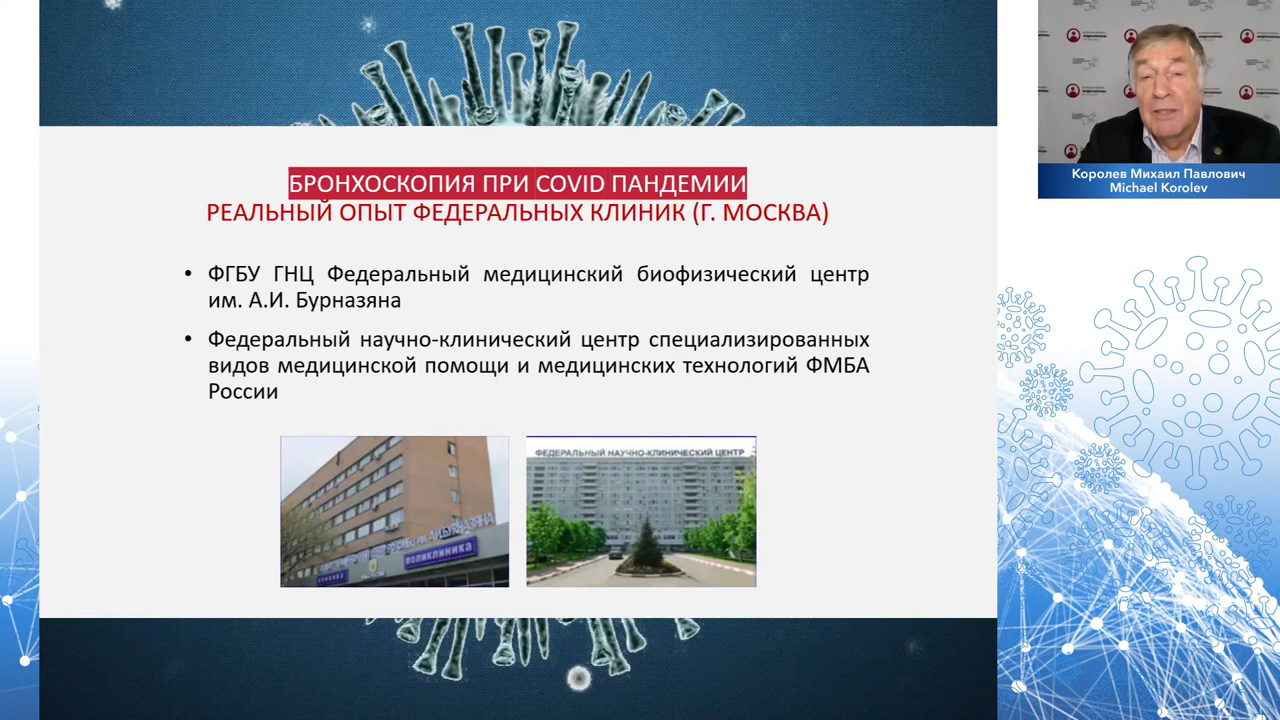 БРОНХОСКОПИЯ ПРИ COVID ПАНДЕМИИ
РЕАЛЬНЫЙ ОПЫТ ФЕДЕРАЛЬНЫХ КЛИНИК (Г. МОСКВА)
• ФГБУ ГНЦ Федеральный медицинский биофизический центр
им. А.И. Бурназяна
• Федеральный научно-клинический центр специализированных
видов медицинской помощи и медицинских технологий ФМБА
России
ИМ. А.И.БУРНАЗЯНА
ПОЛИКЛИНИКА
ФЕДЕРАЛЬНЫЙ НАУЧНО-КЛИНИЧЕСКИЙ ЦЕНТР
Королев Михаил Павлович
Michael Korolev